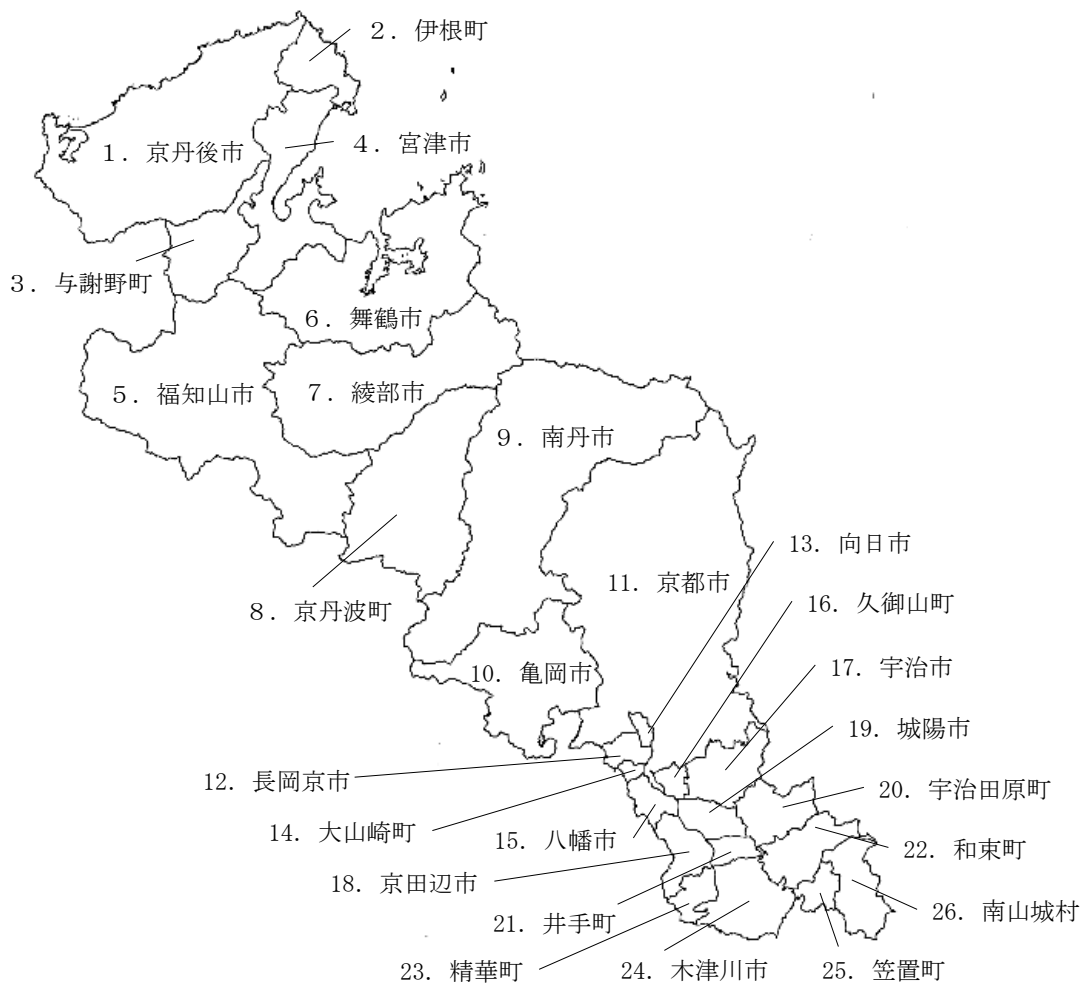 ２．伊根町
１．京丹後市
４．宮津市
３．与謝野町
６．舞鶴市
５．福知山市
７．綾部市
９．南丹市
13．向日市
11．京都市
８．京丹波町
16．久御山町
10．亀岡市
17．宇治市
19．城陽市
12．長岡京市
20．宇治田原町
14．大山崎町
15．八幡市
22．和束町
18．京田辺市
21．井手町
26．南山城村
23．精華町
24．木津川市
25．笠置町